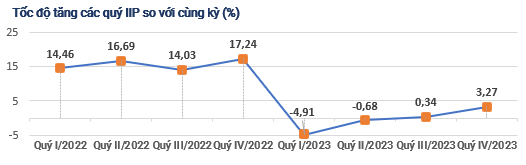 Tốc độ tăng các quý IIP so với cùng kỳ (%)
25
15
5
-5
14,46
16,69
14,03
17,24
-4,91
-0,68
0,34
3,27
Quý I/2022
Quý II/2022
Quý III/2022
Quý IV/2022
Quý I/2023
Quý II/2023
Quý III/2023
Quý IV/2023